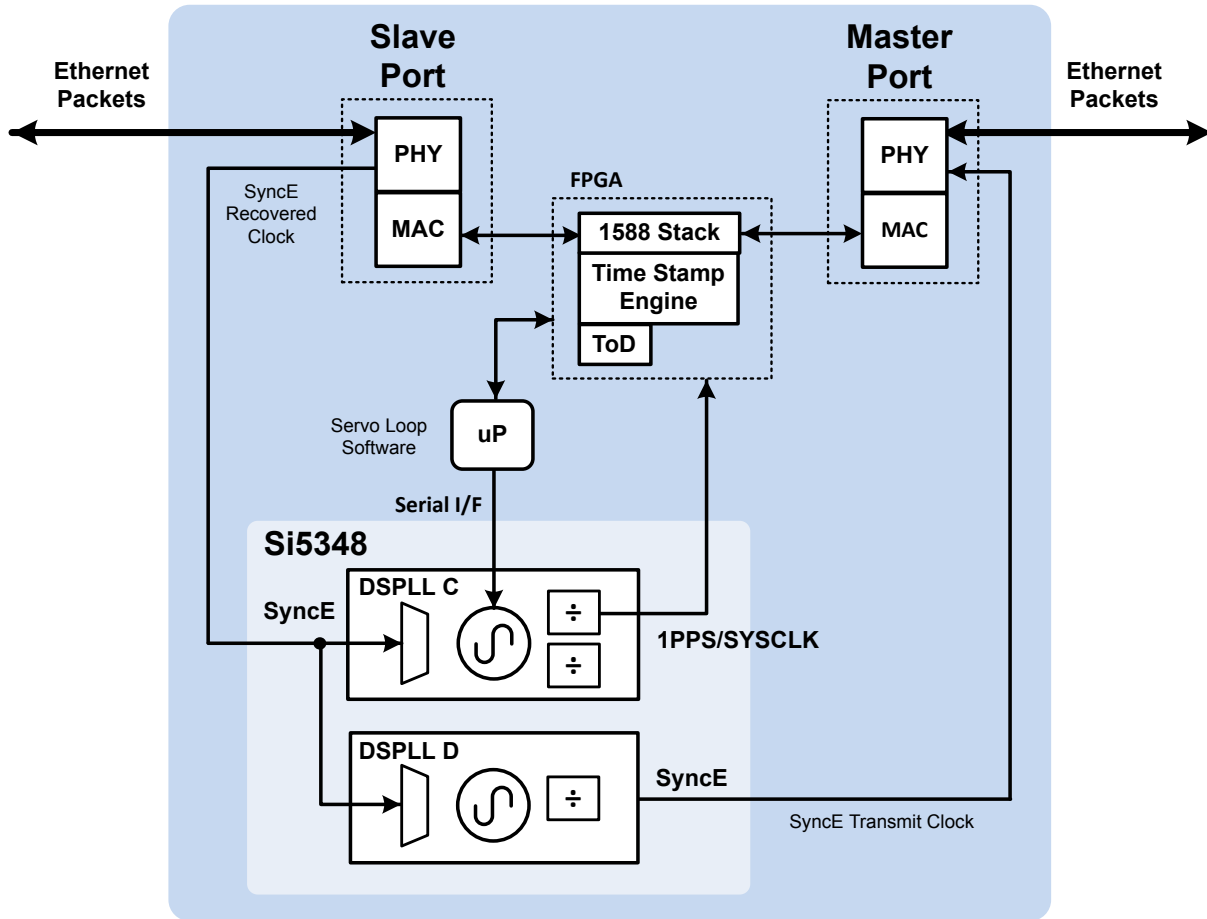 Slave
Port
Master
Port
Ethernet
Packets
Ethernet
Packets
PHY
MAC
SyncE
Recovered
Clock
FPGA
1588 Stack
Time Stamp
Engine
ToD
PHY
MAC
Servo Loop
Software
uP
Serial I/F
Si5348
DSPLL C
SyncE
÷
÷
1PPS/SYSCLK
DSPLL D
÷
SyncE
SyncE Transmit Clock